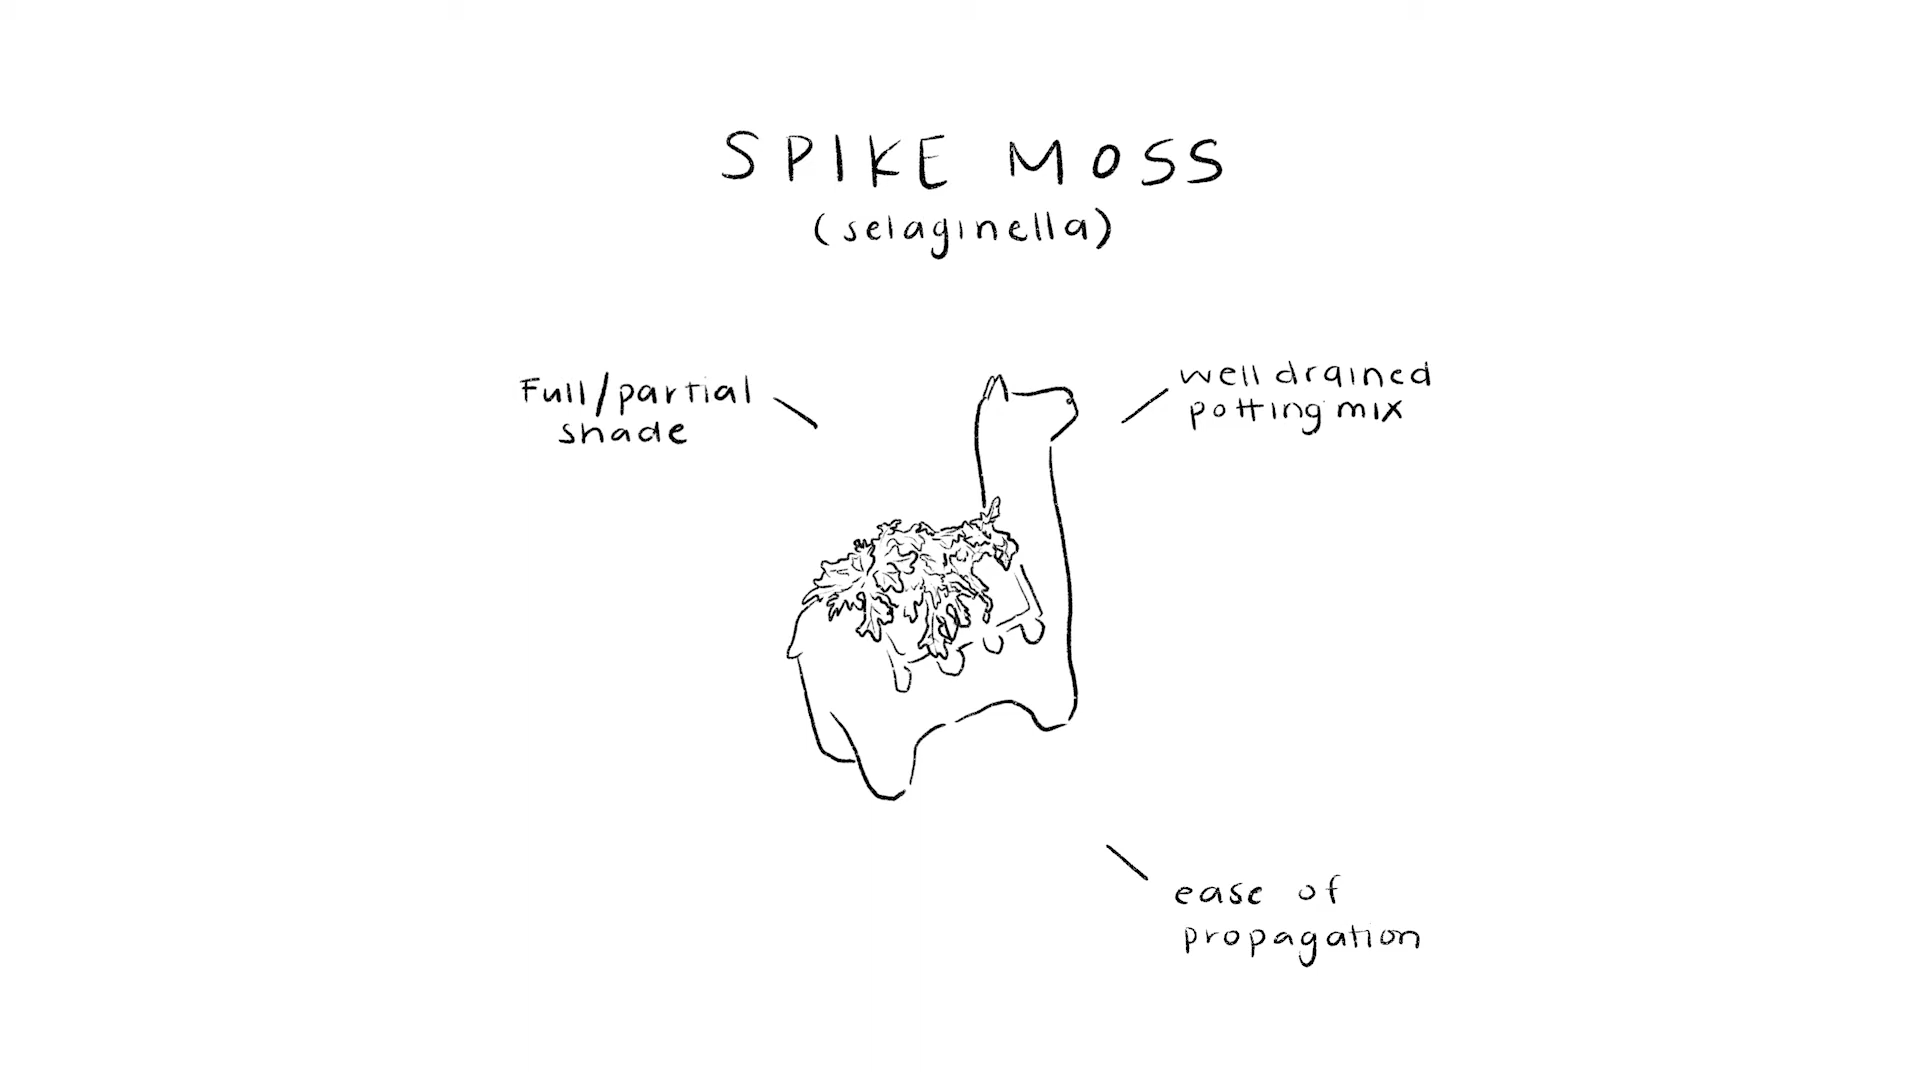 SPIKE MOSS
(selaginella)
Full/partial
shade
well drained
potting mix
ease of
propagation